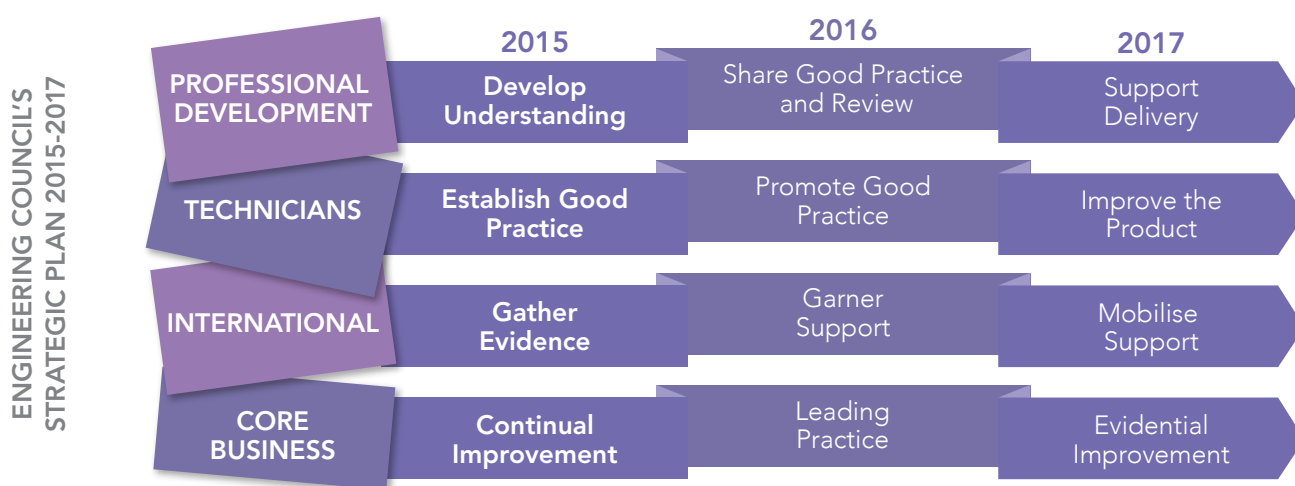 ENGINEERING COUNCIL'S
STRATEGIC PLAN 2015-2017
2015
2016
2017
PROFESSIONAL
DEVELOPMENT
Develop
Understanding
Share Good Practice
and Review
Support
Delivery
TECHNICIANS
Establish Good
Practice
Promote Good
Practice
Improve the
Product
INTERNATIONAL
Gather
Evidence
Garner
Support
Mobilise
Support
CORE
BUSINESS
Continual
Improvement
Leading
Practice
Evidential
Improvement